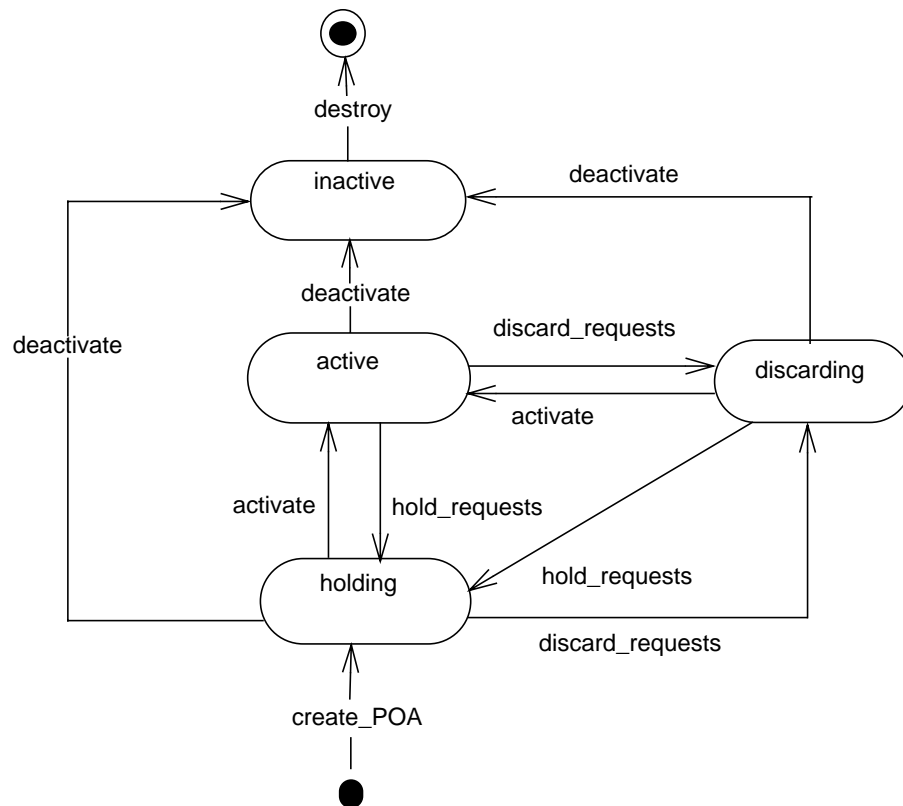 destroy
inactive
deactivate
deactivate
discard_requests
deactivate
active
discarding
activate
activate
hold_requests
holding
hold_requests
discard_requests
create_POA